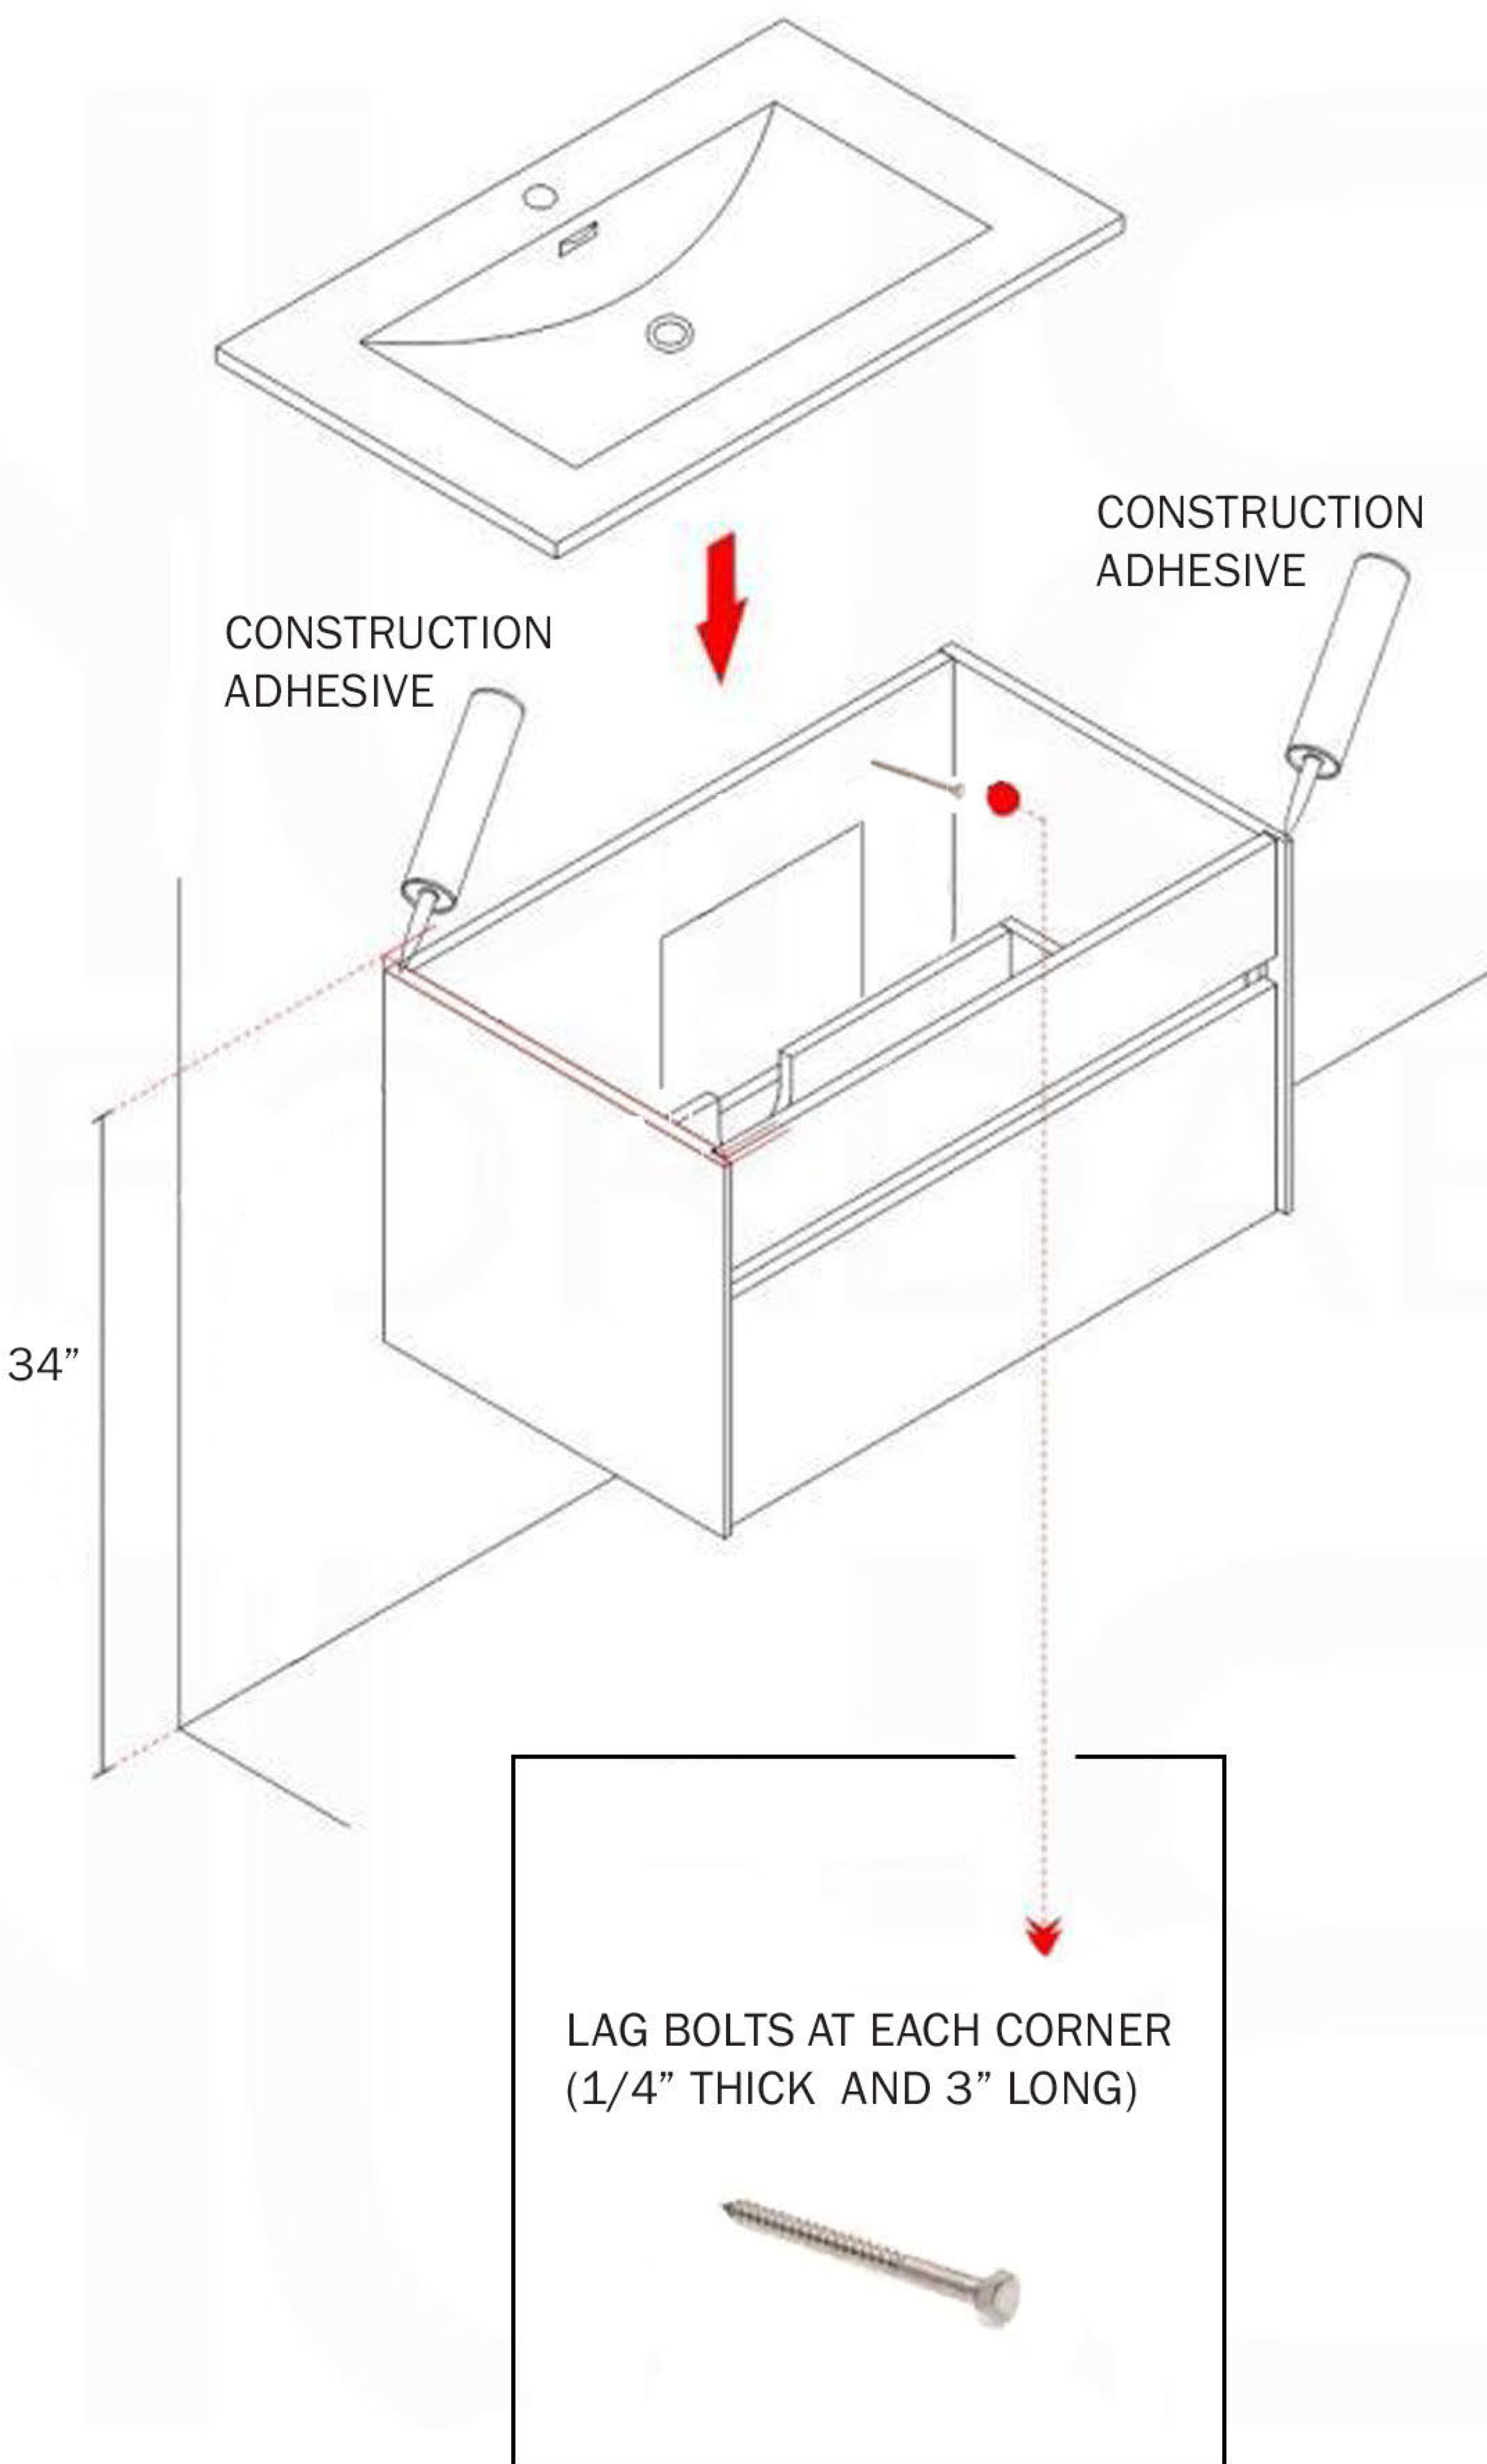 CONSTRUCTION
ADHESIVE
CONSTRUCTION
ADHESIVE
34”
LAG BOLTS AT EACH CORNER
(1/4” THICK  AND 3” LONG)